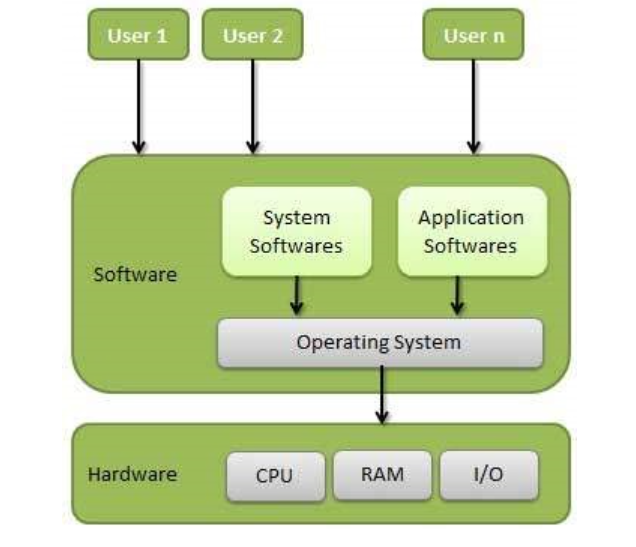 User 1
User 2
User n
System
Softwares
Application
Softwares
Software
Operating System
Hardware
CPU
RAM
I/O